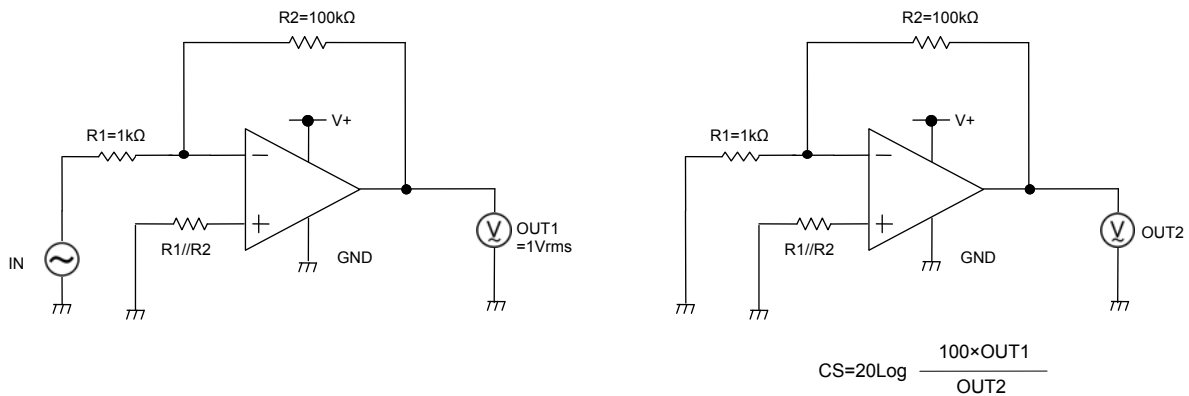 R2=100kΩ
V+
R1=1kΩ
R1//R2
GND
OUT1
=1Vrms
IN
R2=100kΩ
V+
R1=1kΩ
R1//R2
GND
OUT2
CS=20Log 100×OUT1
OUT2